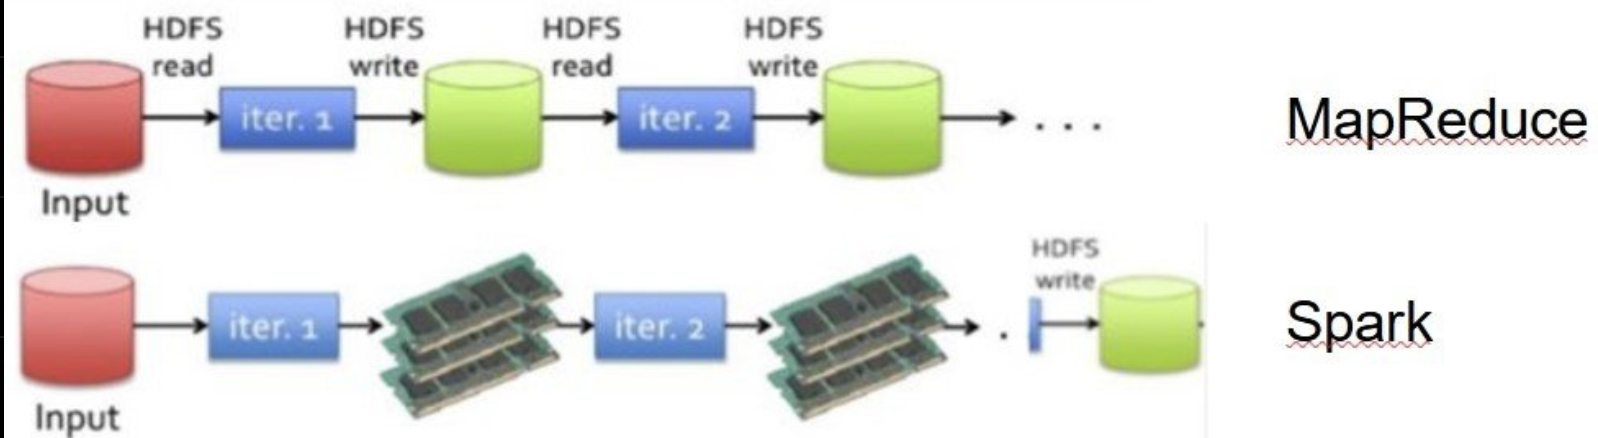 HDFS HDFS HDFS HDFS
read write read write
iter. 1 iter. 2 . . . MapReduce
Input
HDFS
write
iter. 1 iter. 2 . Spark
Input